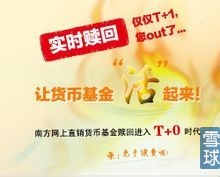 实时赎回
仅仅T+1,
您out了...
让货币基金“活”起来!
南方网上直销货币基金赎回进入 T+0 时代
亲:免手续费哦!
雪球